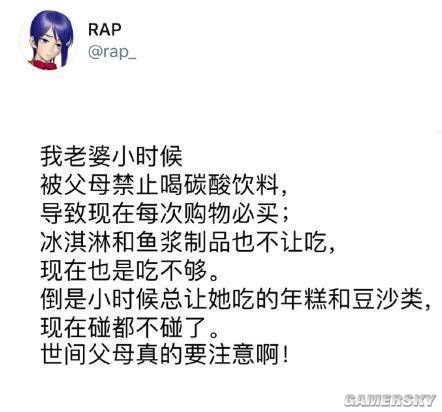 RAP
@rap_
我老婆小时候
被父母禁止喝碳酸饮料，
导致现在每次购物必买；
冰淇淋和鱼浆制品也不让吃，
现在也是吃不够。
倒是小时候总让她吃的年糕和豆沙类，
现在碰都不碰了。
世间父母真的要注意啊！
GAMERSKY